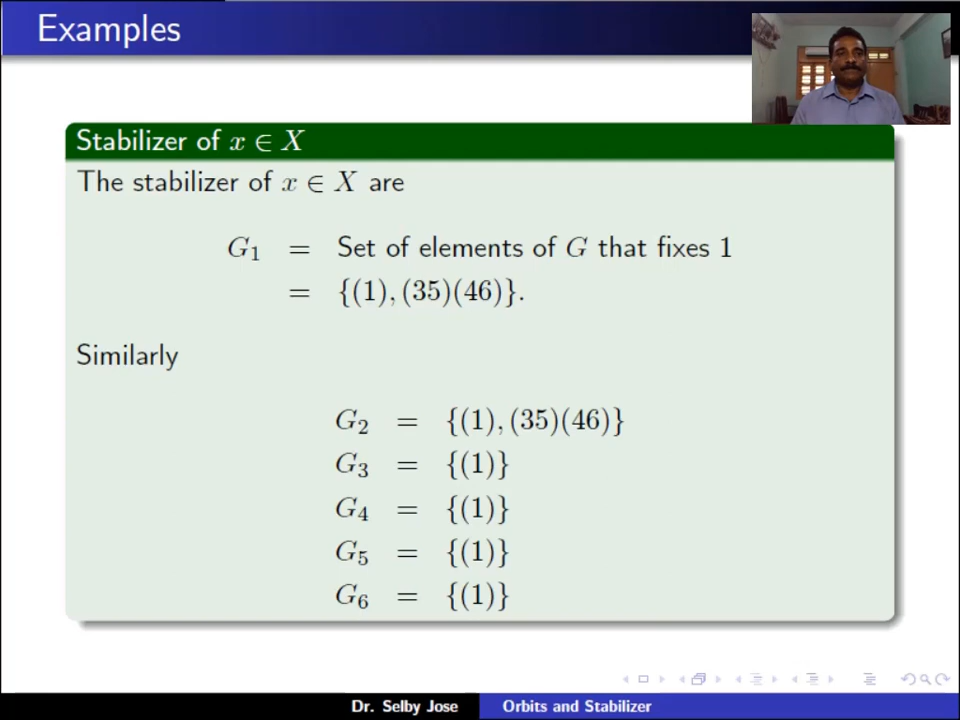 Examples
Stabilizer of x ∈ X
The stabilizer of x ∈ X are
G₁ = Set of elements of G that fixes 1
= {(1), (35)(46)}.
Similarly
G₂ = {(1), (35)(46)}
G₃ = {(1)}
G₄ = {(1)}
G₅ = {(1)}
G₆ = {(1)}
Dr. Selby Jose Orbits and Stabilizer